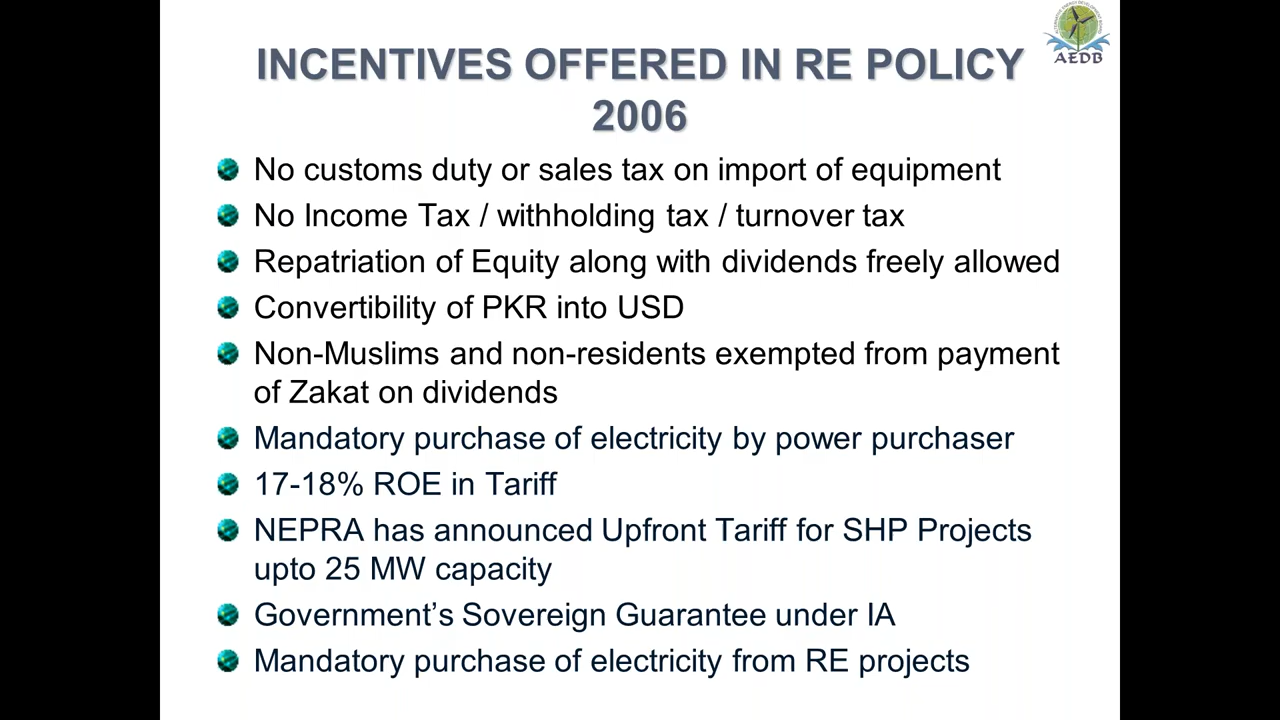 INCENTIVES OFFERED IN RE POLICY
2006
AEDB
No customs duty or sales tax on import of equipment
No Income Tax / withholding tax / turnover tax
Repatriation of Equity along with dividends freely allowed
Convertibility of PKR into USD
Non-Muslims and non-residents exempted from payment
of Zakat on dividends
Mandatory purchase of electricity by power purchaser
17-18% ROE in Tariff
NEPRA has announced Upfront Tariff for SHP Projects
upto 25 MW capacity
Government’s Sovereign Guarantee under IA
Mandatory purchase of electricity from RE projects